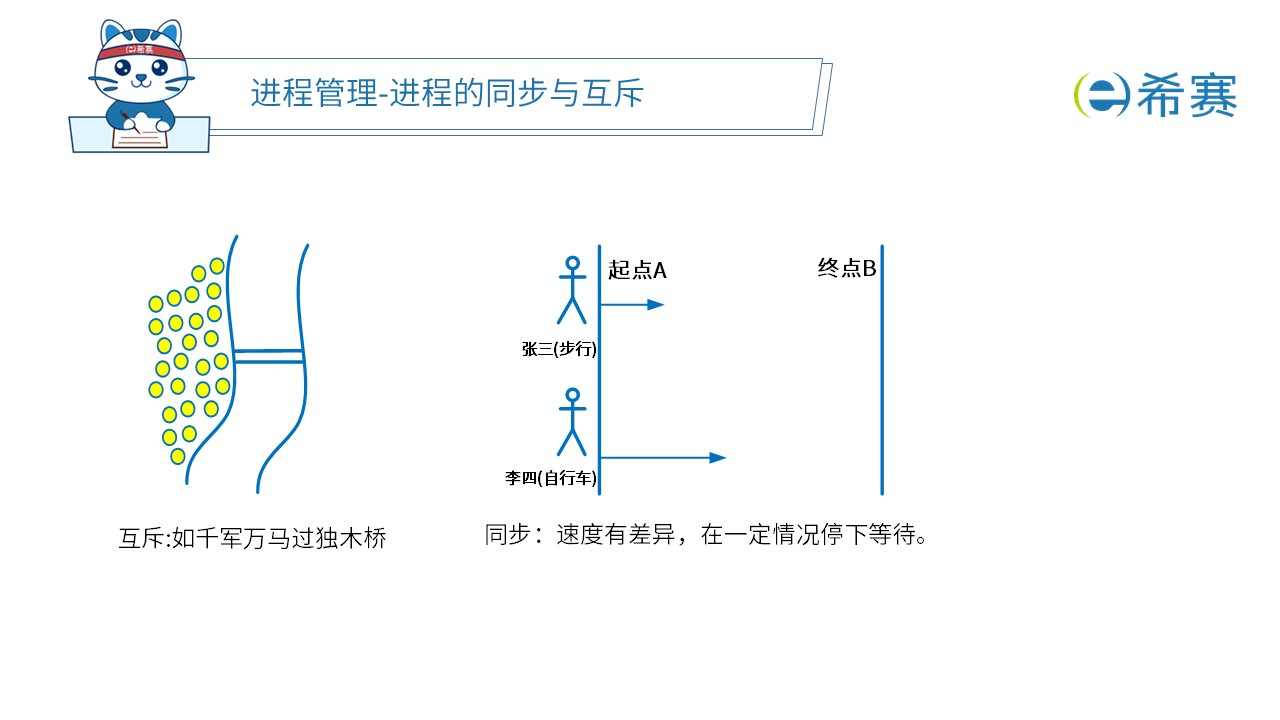 进程管理-进程的同步与互斥
(e)希赛
(e)希赛
起点A
终点B
张三(步行)
李四(自行车)
互斥:如千军万马过独木桥
同步：速度有差异，在一定情况停下等待。